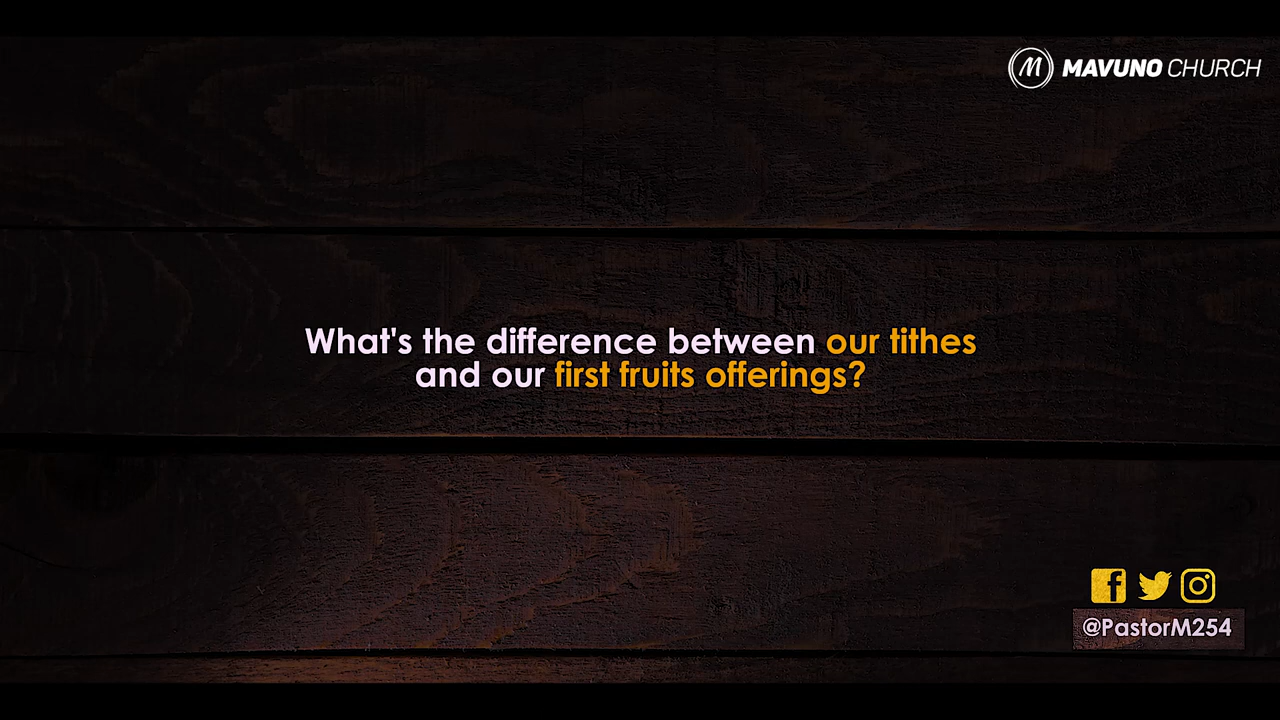 MAVUNO CHURCH
What's the difference between our tithes
and our first fruits offerings?
@PastorM254